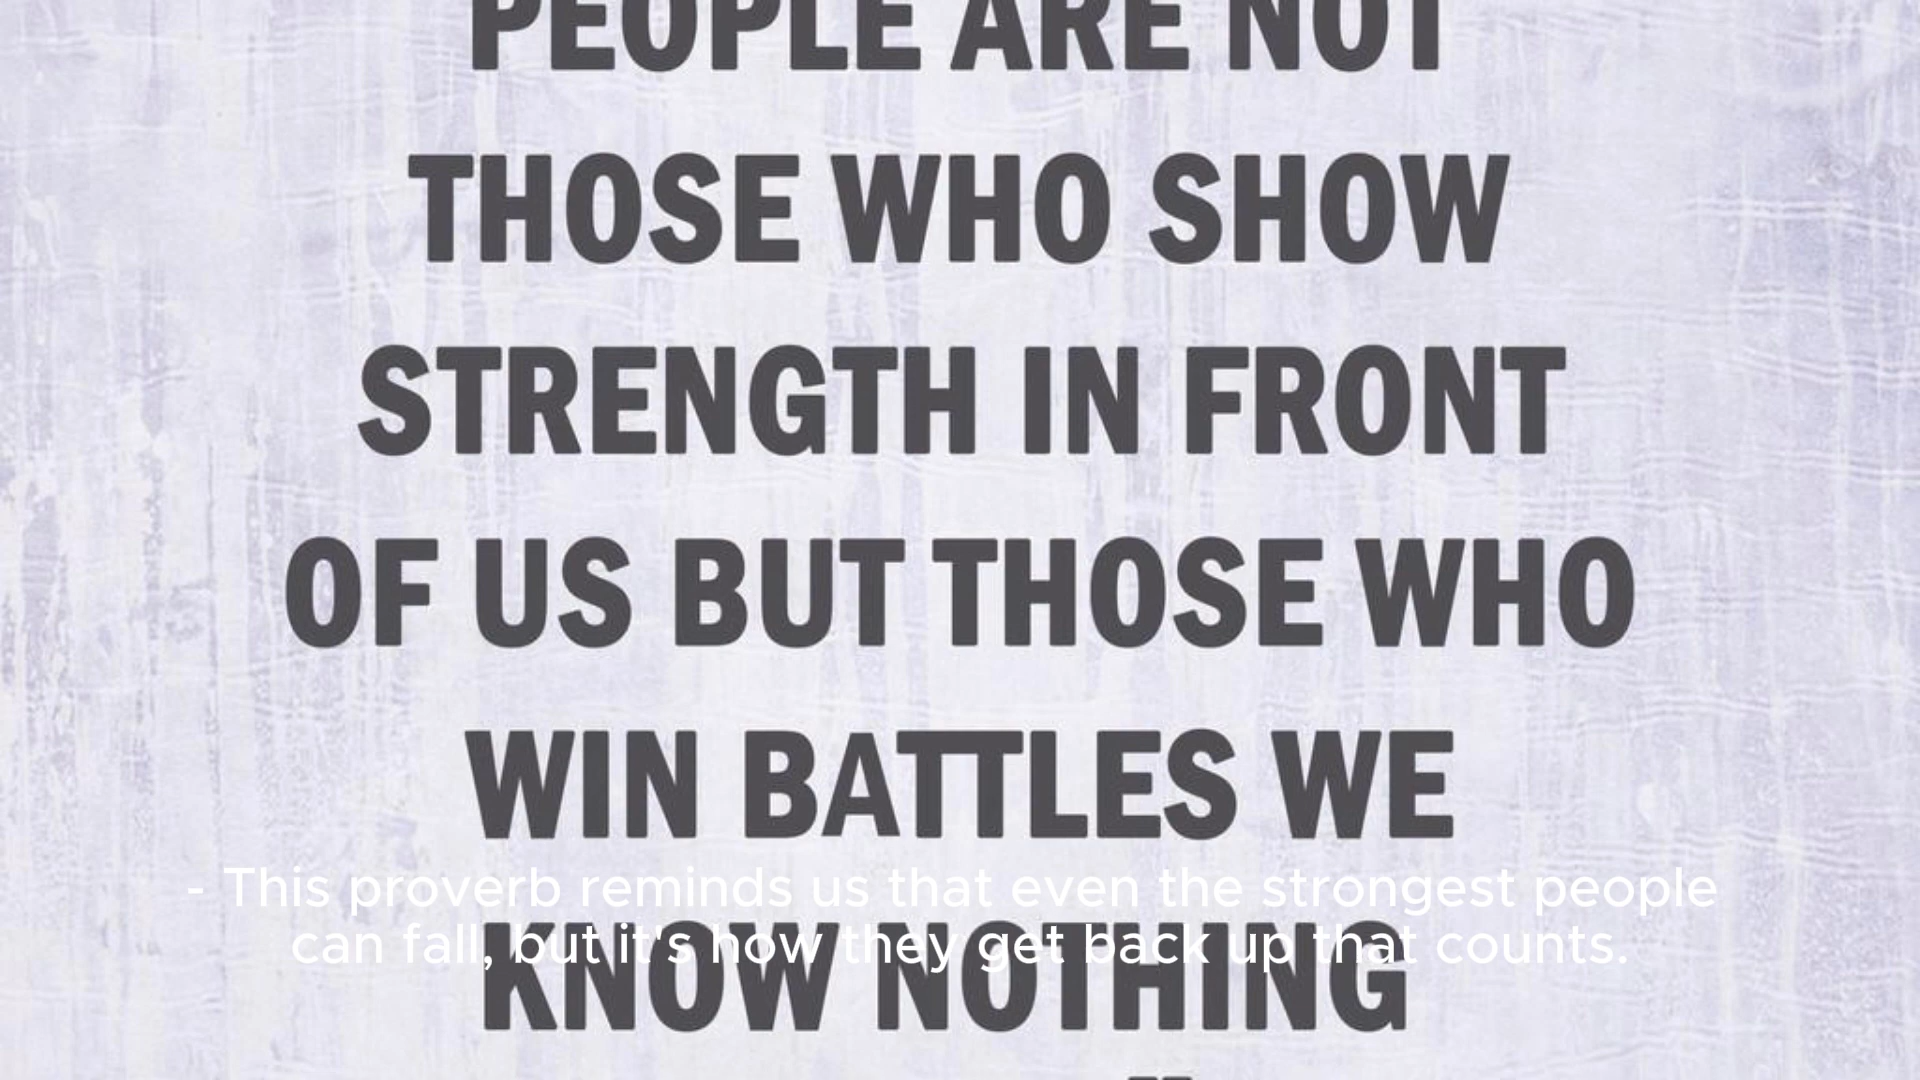 PEOPLE ARE NOT
THOSE WHO SHOW
STRENGTH IN FRONT
OF US BUT THOSE WHO
WIN BATTLES WE
- This proverb reminds us that even the strongest people
KNOW NOTHING
can fall, but it's how they get back up that counts.